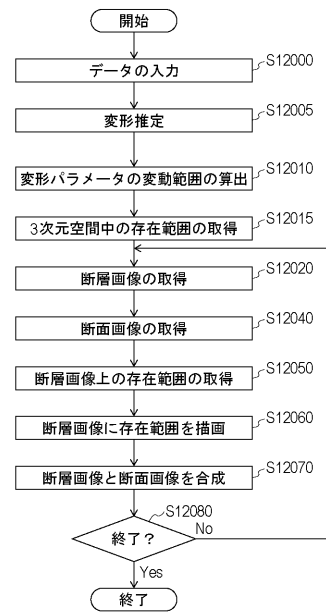 開始
データの入力 S12000
変形推定 S12005
変形パラメータの変動範囲の算出 S12010
3次元空間中の存在範囲の取得 S12015
断層画像の取得 S12020
断面画像の取得 S12040
断層画像上の存在範囲の取得 S12050
断層画像に存在範囲を描画 S12060
断層画像と断面画像を合成 S12070
S12080
終了？ No
Yes
終了